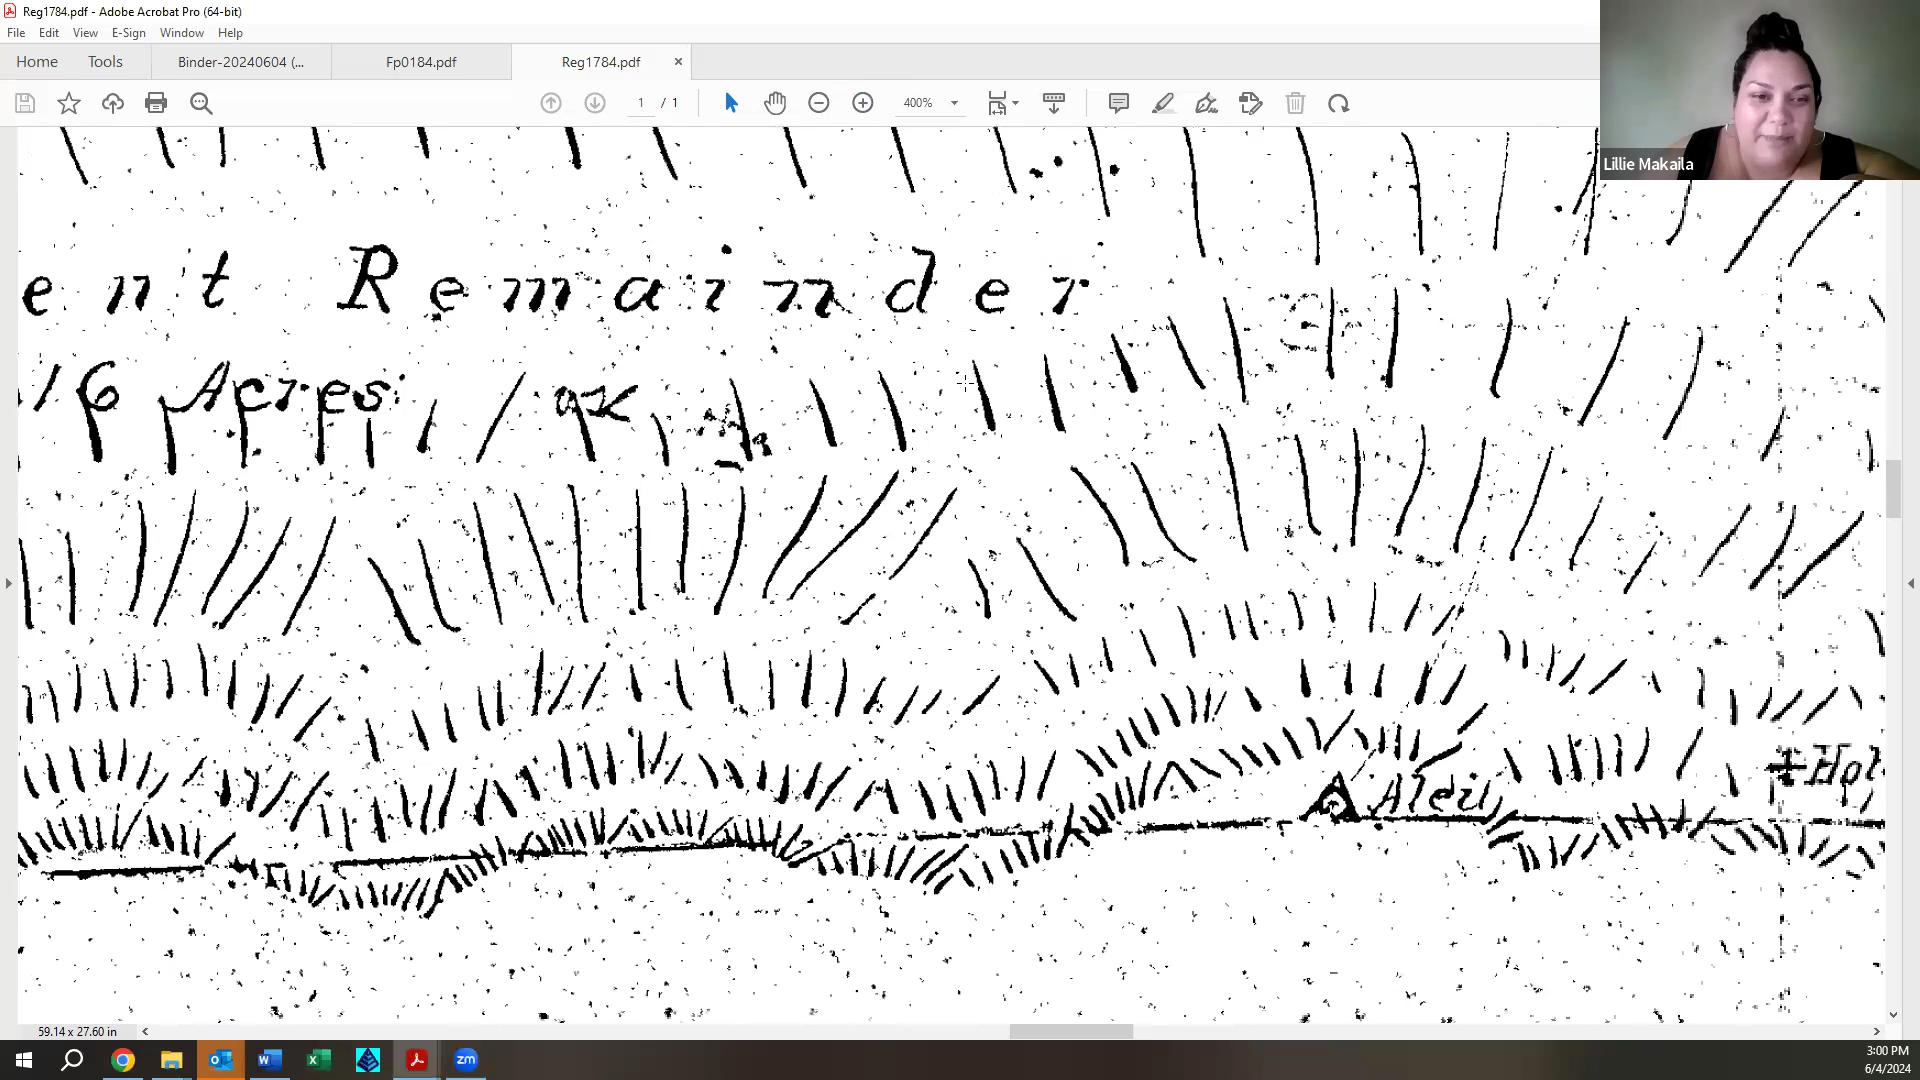 Reg1784.pdf - Adobe Acrobat Pro (64-bit)
File Edit View E-Sign Window Help
Home Tools Binder-20240604 (... Fp0184.pdf Reg1784.pdf ×
1 / 1 400%
Lillie Makaila
ent Remainder
16 Acres
59.14 x 27.60 in
W X zm
3:00 PM
6/4/2024